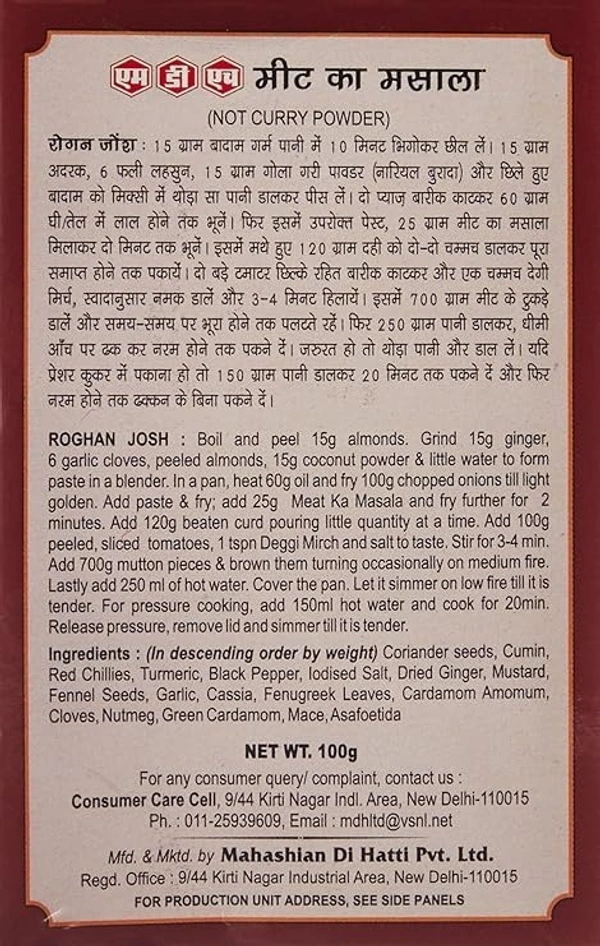 एम डी एच मीट का मसाला
(NOT CURRY POWDER)
रोगन जोंश : 15 ग्राम बादाम गर्म पानी में 10 मिनट भिगोकर छील लें। 15 ग्राम
अदरक, 6 फली लहसुन, 15 ग्राम गोला गरी पावडर (नारियल बुरादा) और छिले हुए
बादाम को मिक्सी में थोड़ा सा पानी डालकर पीस लें। दो प्याज़ बारीक काटकर 60 ग्राम
घी/तेल में लाल होने तक भूनें। फिर इसमें उपरोक्त पेस्ट, 25 ग्राम मीट का मसाला
मिलाकर दो मिनट तक भूनें। इसमें मथे हुए 120 ग्राम दही को दो-दो चम्मच डालकर पूरा
समाप्त होने तक पकायें। दो बड़े टमाटर छिल्के रहित बारीक काटकर और एक चम्मच देगी
मिर्च, स्वादानुसार नमक डालें और 3-4 मिनट हिलायें। इसमें 700 ग्राम मीट के टुकड़े
डालें और समय-समय पर भूरा होने तक पलटते रहें। फिर 250 ग्राम पानी डालकर, धीमी
आँच पर ढक कर नरम होने तक पकने दें। जरुरत हो तो थोड़ा पानी और डाल लें। यदि
प्रेशर कुकर में पकाना हो तो 150 ग्राम पानी डालकर 20 मिनट तक पकने दें और फिर
नरम होने तक ढक्कन के बिना पकने दें।
ROGHAN JOSH : Boil and peel 15g almonds. Grind 15g ginger,
6 garlic cloves, peeled almonds, 15g coconut powder & little water to form
paste in a blender. In a pan, heat 60g oil and fry 100g chopped onions till light
golden. Add paste & fry; add 25g Meat Ka Masala and fry further for 2
minutes. Add 120g beaten curd pouring little quantity at a time. Add 100g
peeled, sliced tomatoes, 1 tspn Deggi Mirch and salt to taste. Stir for 3-4 min.
Add 700g mutton pieces & brown them turning occasionally on medium fire.
Lastly add 250 ml of hot water. Cover the pan. Let it simmer on low fire till it is
tender. For pressure cooking, add 150ml hot water and cook for 20min.
Release pressure, remove lid and simmer till it is tender.
Ingredients : (In descending order by weight) Coriander seeds, Cumin,
Red Chillies, Turmeric, Black Pepper, Iodised Salt, Dried Ginger, Mustard,
Fennel Seeds, Garlic, Cassia, Fenugreek Leaves, Cardamom Amomum,
Cloves, Nutmeg, Green Cardamom, Mace, Asafoetida
NET WT. 100g
For any consumer query/ complaint, contact us :
Consumer Care Cell, 9/44 Kirti Nagar Indl. Area, New Delhi-110015
Ph. : 011-25939609, Email : mdhltd@vsnl.net
Mfd. & Mktd. by Mahashian Di Hatti Pvt. Ltd.
Regd. Office : 9/44 Kirti Nagar Industrial Area, New Delhi-110015
FOR PRODUCTION UNIT ADDRESS, SEE SIDE PANELS